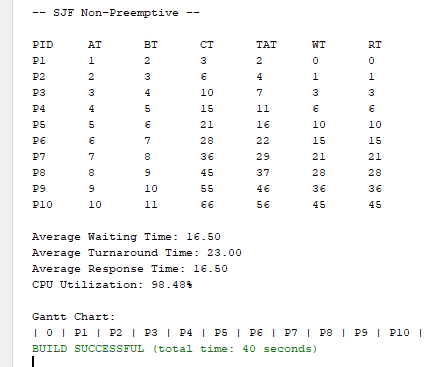 -- SJF Non-Preemptive --
PID AT BT CT TAT WT RT
P1 1 2 3 2 0 0
P2 2 3 6 4 1 1
P3 3 4 10 7 3 3
P4 4 5 15 11 6 6
P5 5 6 21 16 10 10
P6 6 7 28 22 15 15
P7 7 8 36 29 21 21
P8 8 9 45 37 28 28
P9 9 10 55 46 36 36
P10 10 11 66 56 45 45
Average Waiting Time: 16.50
Average Turnaround Time: 23.00
Average Response Time: 16.50
CPU Utilization: 98.48%
Gantt Chart:
| 0 | P1 | P2 | P3 | P4 | P5 | P6 | P7 | P8 | P9 | P10 |
BUILD SUCCESSFUL (total time: 40 seconds)